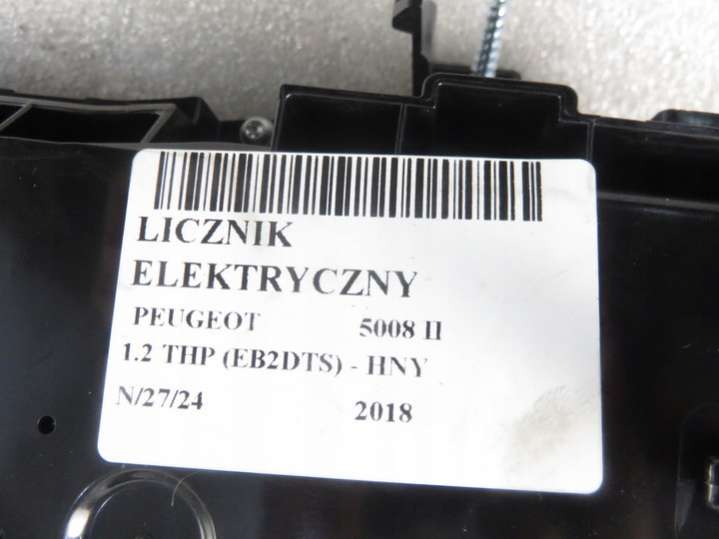 LICZNIK
ELEKTRYCZNY
PEUGEOT 5008 II
1.2 THP (EB2DTS) - HNY
N/27/24 2018